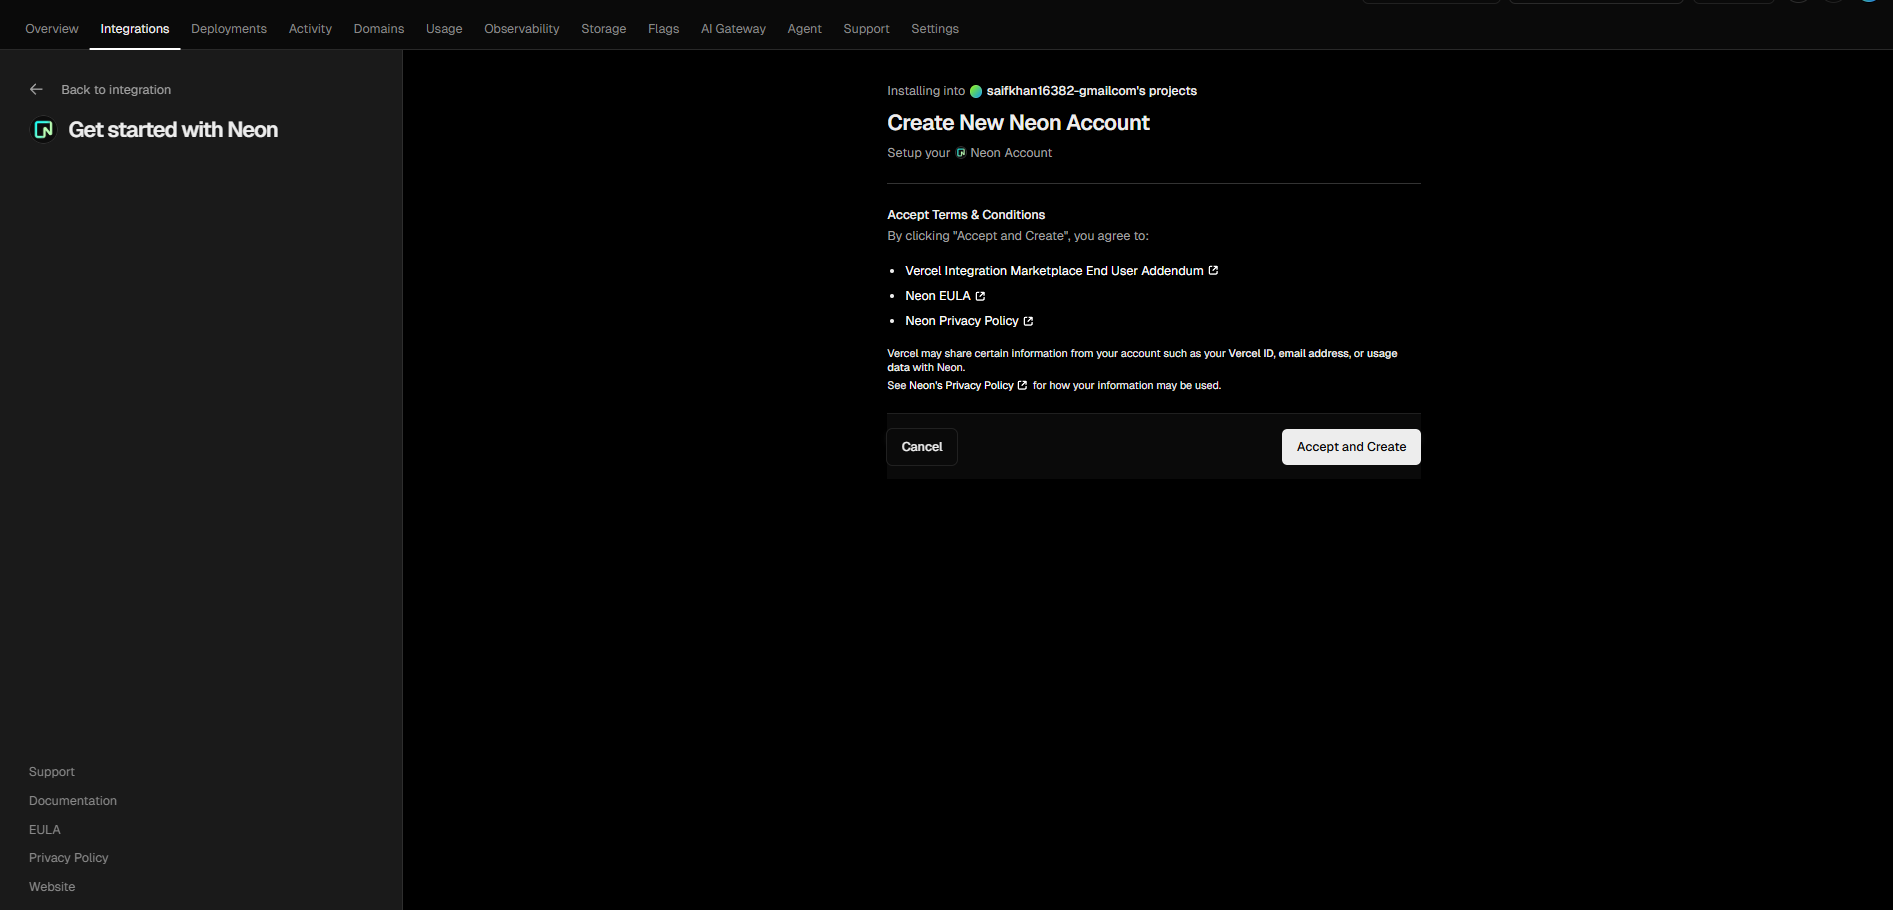 Overview Integrations Deployments Activity Domains Usage Observability Storage Flags AI Gateway Agent Support Settings
Back to integration
Get started with Neon
Installing into saifkhan16382-gmailcom's projects
Create New Neon Account
Setup your Neon Account
Accept Terms & Conditions
By clicking "Accept and Create", you agree to:
• Vercel Integration Marketplace End User Addendum
• Neon EULA
• Neon Privacy Policy
Vercel may share certain information from your account such as your Vercel ID, email address, or usage
data with Neon.
See Neon's Privacy Policy for how your information may be used.
Cancel Accept and Create
Support
Documentation
EULA
Privacy Policy
Website